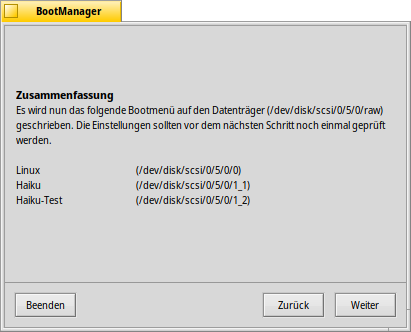 BootManager
Zusammenfassung
Es wird nun das folgende Bootmenü auf den Datenträger (/dev/disk/scsi/0/5/0/raw)
geschrieben. Die Einstellungen sollten vor dem nächsten Schritt noch einmal geprüft
werden.
Linux (/dev/disk/scsi/0/5/0/0)
Haiku (/dev/disk/scsi/0/5/0/1_1)
Haiku-Test (/dev/disk/scsi/0/5/0/1_2)
Beenden Zurück Weiter